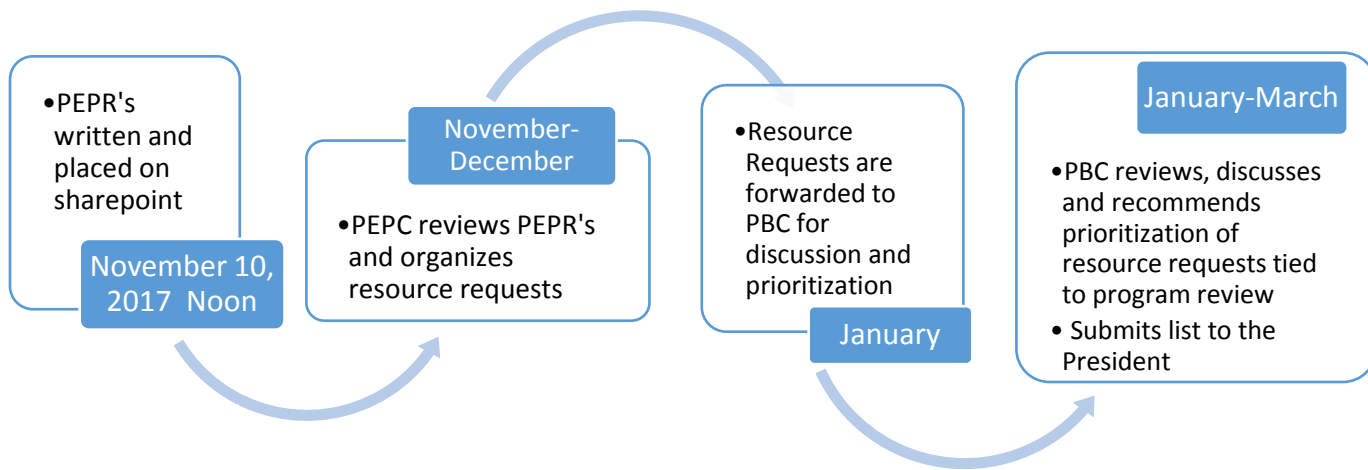 •PEPR's
written and
placed on
sharepoint
November 10,
2017 Noon
November-
December
•PEPC reviews PEPR's
and organizes
resource requests
•Resource
Requests are
forwarded to
PBC for
discussion and
prioritization
January
January-March
•PBC reviews, discusses
and recommends
prioritization of
resource requests tied
to program review
• Submits list to the
President